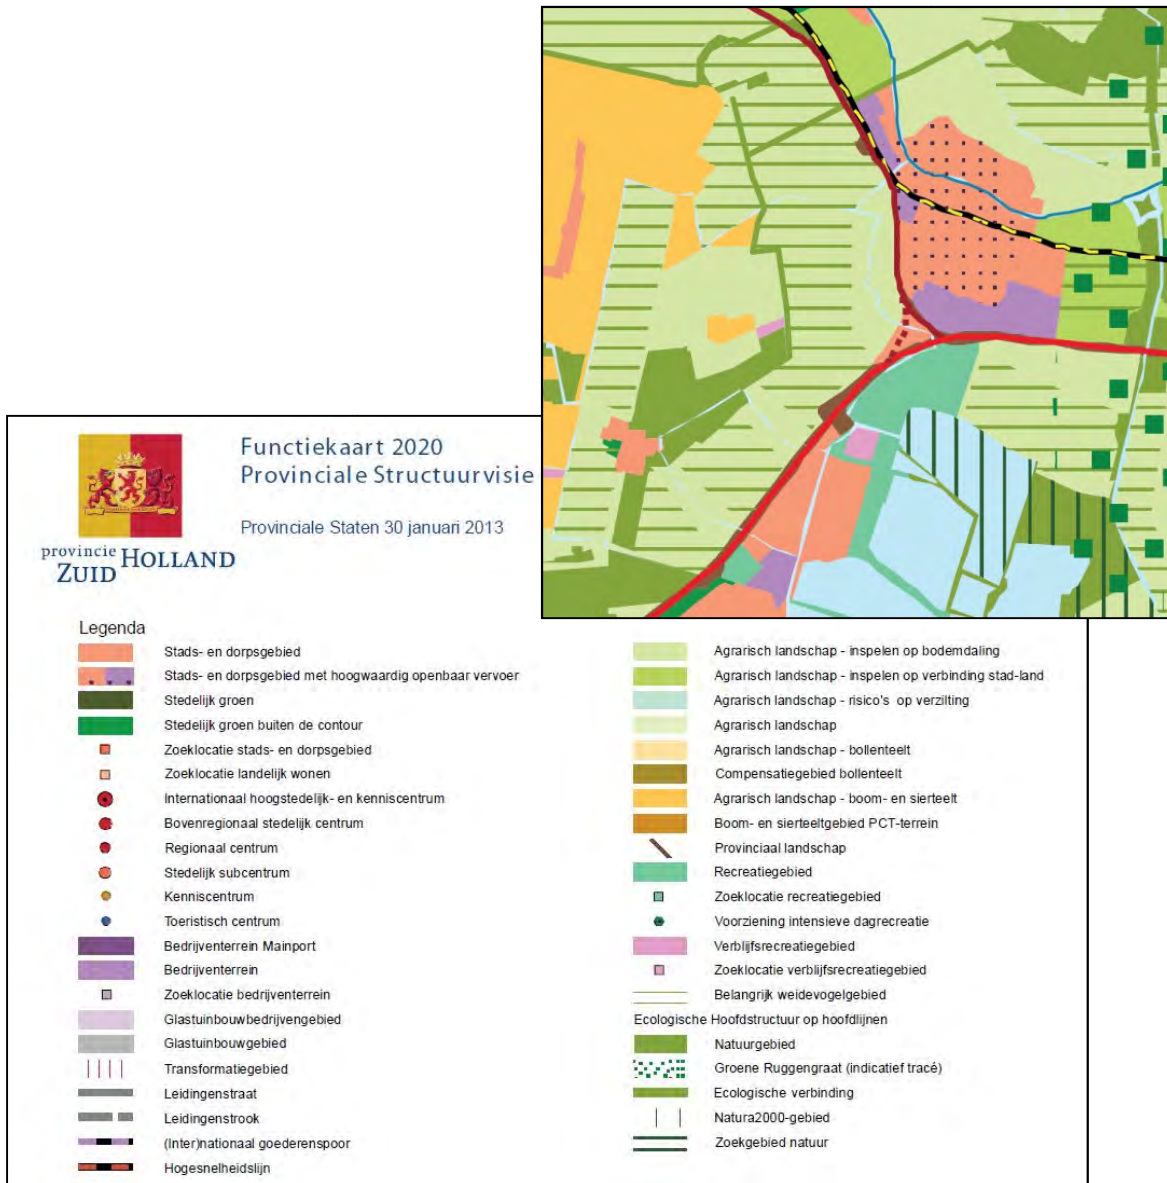 Functiekaart 2020
Provinciale Structuurvisie
Provinciale Staten 30 januari 2013
provincie HOLLAND
ZUID
Legenda
Stads- en dorpsgebied
Stads- en dorpsgebied met hoogwaardig openbaar vervoer
Stedelijk groen
Stedelijk groen buiten de contour
Zoeklocatie stads- en dorpsgebied
Zoeklocatie landelijk wonen
Internationaal hoogstedelijk- en kenniscentrum
Bovenregionaal stedelijk centrum
Regionaal centrum
Stedelijk subcentrum
Kenniscentrum
Toeristisch centrum
Bedrijventerrein Mainport
Bedrijventerrein
Zoeklocatie bedrijventerrein
Glastuinbouwbedrijvengebied
Glastuinbouwgebied
Transformatiegebied
Leidingenstraat
Leidingenstrook
(Inter)nationaal goederenspoor
Hogesnelheidslijn
Agrarisch landschap - inspelen op bodemdaling
Agrarisch landschap - inspelen op verbinding stad-land
Agrarisch landschap - risico's op verzilting
Agrarisch landschap
Agrarisch landschap - bollenteelt
Compensatiegebied bollenteelt
Agrarisch landschap - boom- en sierteelt
Boom- en sierteeltgebied PCT-terrein
Provinciaal landschap
Recreatiegebied
Zoeklocatie recreatiegebied
Voorziening intensieve dagrecreatie
Verblijfsrecreatiegebied
Zoeklocatie verblijfsrecreatiegebied
Belangrijk weidevogelgebied
Ecologische Hoofdstructuur op hoofdlijnen
Natuurgebied
Groene Ruggengraat (indicatief tracé)
Ecologische verbinding
Natura2000-gebied
Zoekgebied natuur